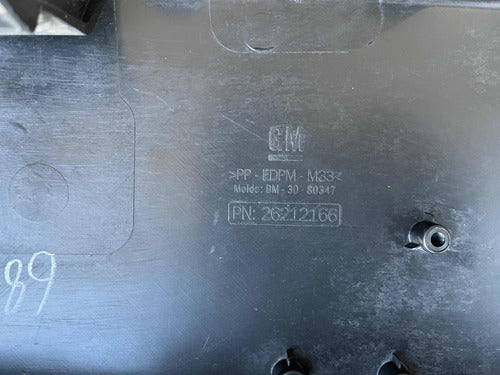 GM
>PP - EDPM - M33<
Molde: BM - 30 - 80347
PN: 26212166
89